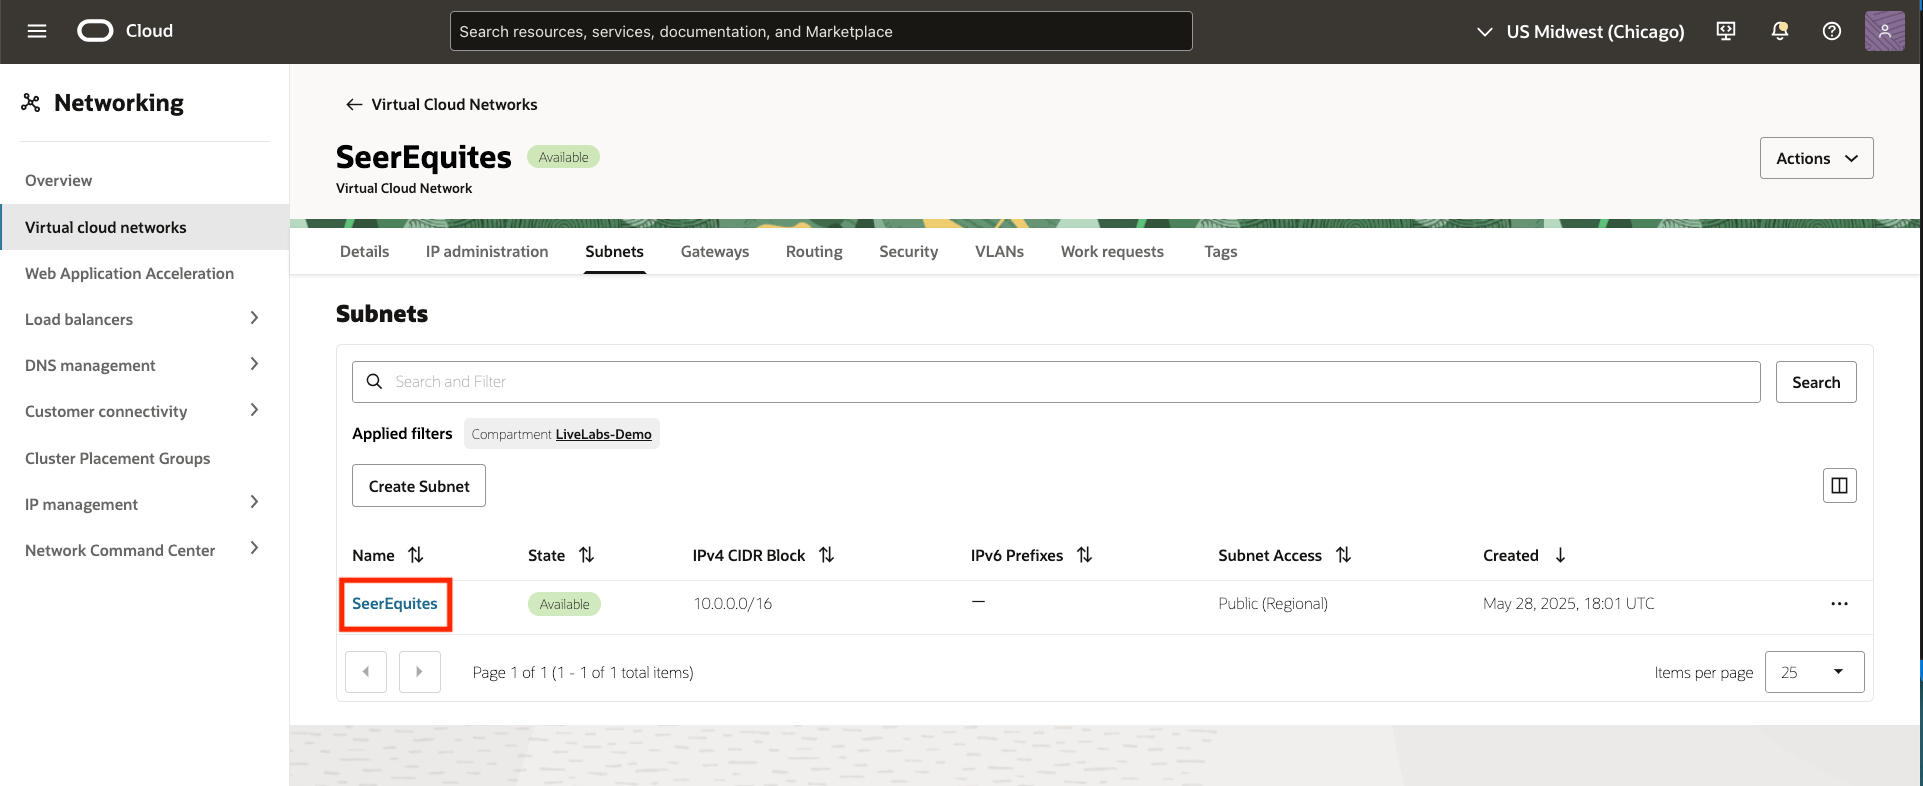 Cloud
Search resources, services, documentation, and Marketplace
US Midwest (Chicago)
Networking
Overview
Virtual cloud networks
Web Application Acceleration
Load balancers
DNS management
Customer connectivity
Cluster Placement Groups
IP management
Network Command Center
Virtual Cloud Networks
SeerEquites Available
Virtual Cloud Network
Actions
Details IP administration Subnets Gateways Routing Security VLANs Work requests Tags
Subnets
Search and Filter
Search
Applied filters Compartment LiveLabs-Demo
Create Subnet
Name State IPv4 CIDR Block IPv6 Prefixes Subnet Access Created
SeerEquites Available 10.0.0.0/16 — Public (Regional) May 28, 2025, 18:01 UTC
Page 1 of 1 (1 - 1 of 1 total items) Items per page 25